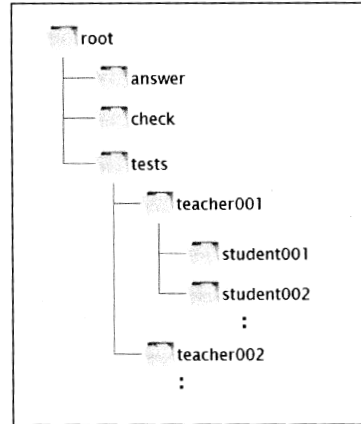 root
answer
check
tests
teacher001
student001
student002
:
teacher002
: